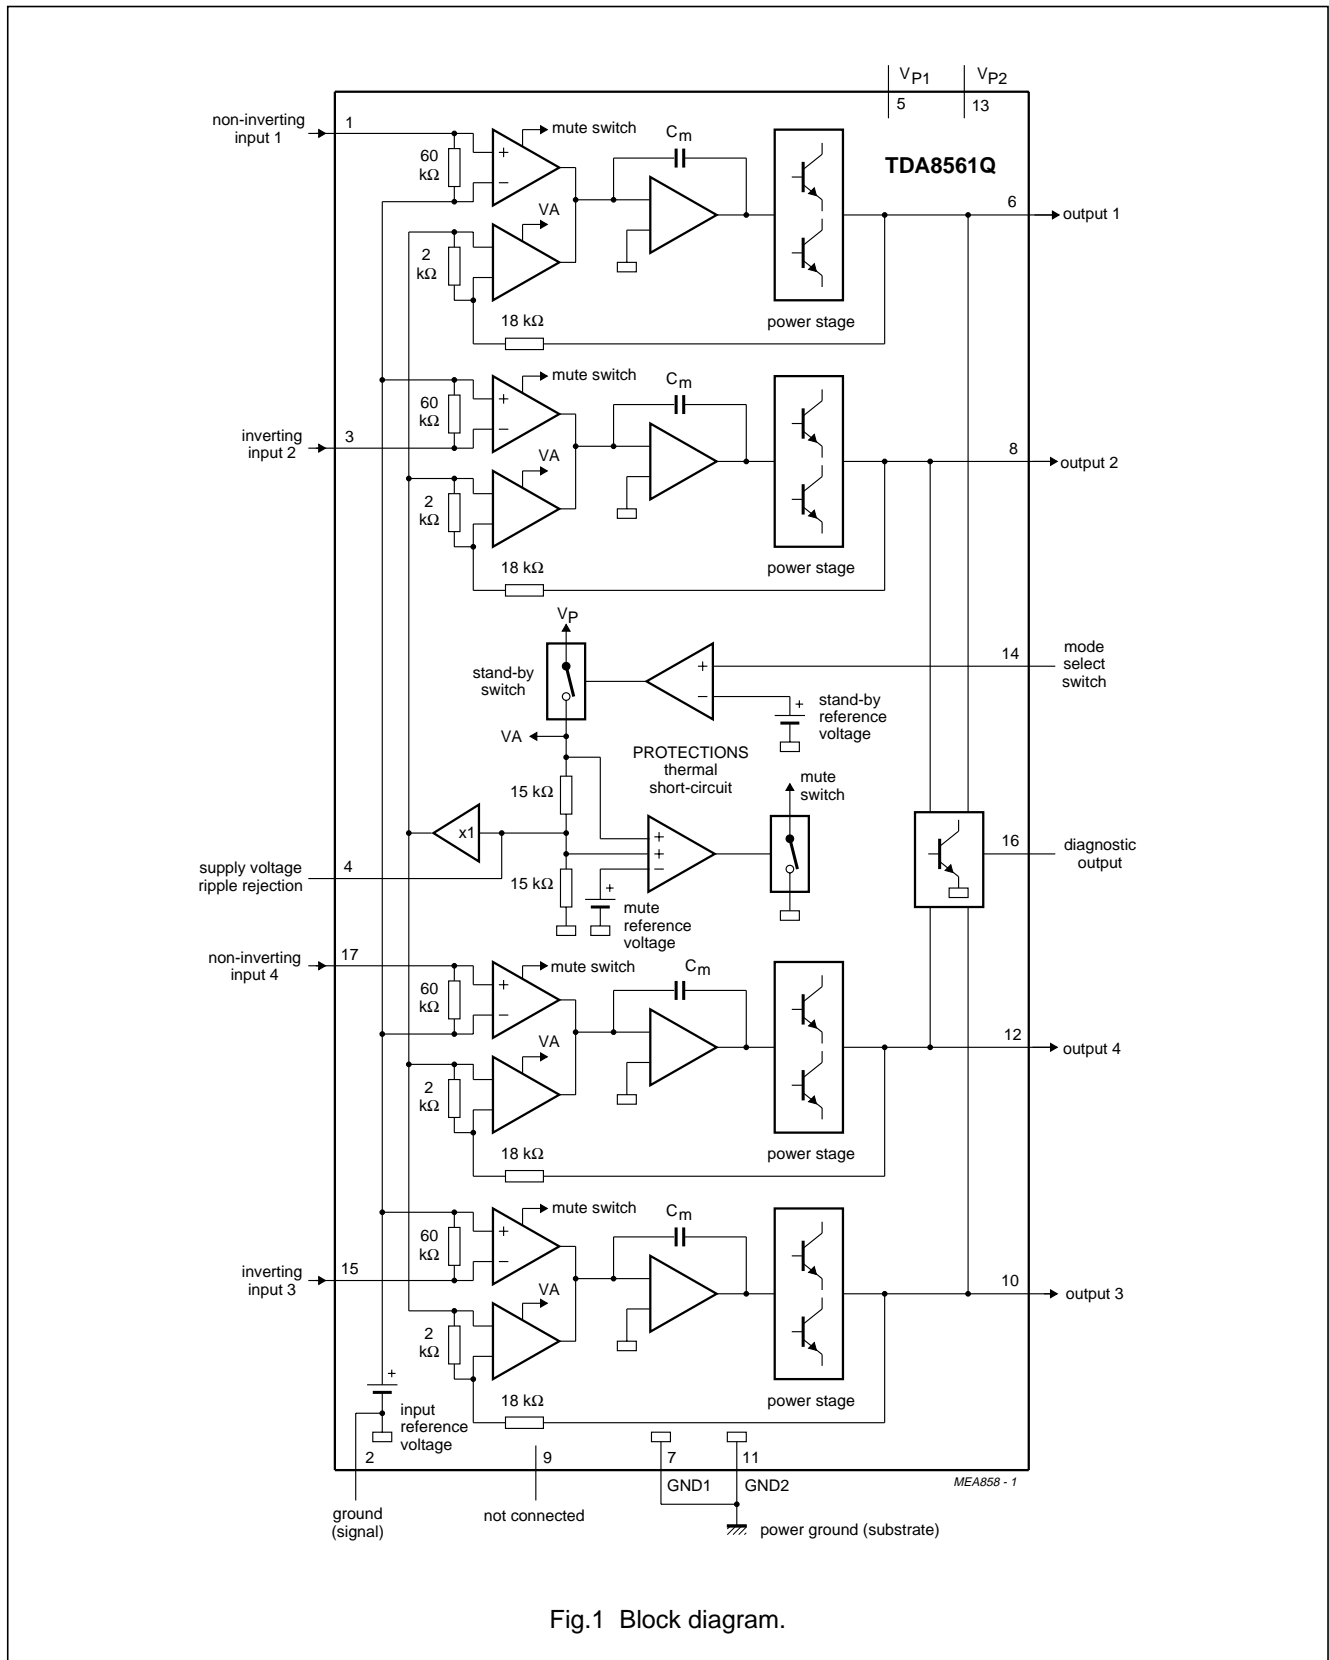 VP1
VP2
5
13
non-inverting
input 1
1
mute switch
Cm
60
kΩ
+
−
TDA8561Q
VA
6
output 1
2
kΩ
18 kΩ
power stage
mute switch
Cm
60
kΩ
+
−
inverting
input 2
3
VA
8
output 2
2
kΩ
18 kΩ
power stage
VP
stand-by
switch
+
−
14
mode
select
switch
+
stand-by
reference
voltage
VA
PROTECTIONS
thermal
short-circuit
15 kΩ
mute
switch
x1
+
+
−
16
diagnostic
output
supply voltage
ripple rejection
4
15 kΩ
+
mute
reference
voltage
non-inverting
input 4
17
mute switch
Cm
60
kΩ
+
−
VA
12
output 4
2
kΩ
18 kΩ
power stage
mute switch
Cm
60
kΩ
+
−
inverting
input 3
15
VA
10
output 3
2
kΩ
+
18 kΩ
power stage
input
reference
voltage
2
9
7
11
GND1
GND2
MEA858 - 1
ground
(signal)
not connected
power ground (substrate)
Fig.1 Block diagram.